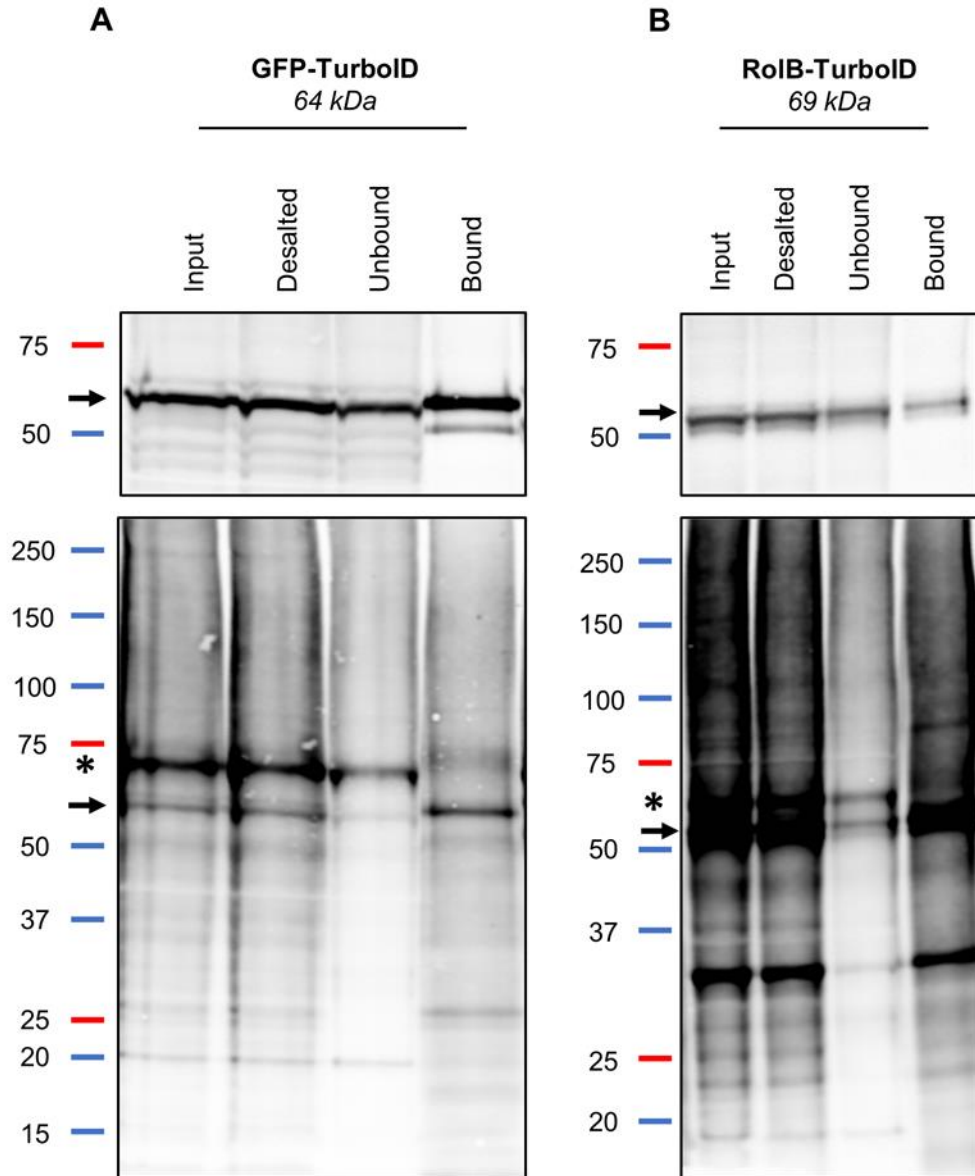 A
B
GFP-TurboID
64 kDa
RolB-TurboID
69 kDa
Input
Desalted
Unbound
Bound
Input
Desalted
Unbound
Bound
75
50
75
50
250
150
100
75
*
50
37
25
20
15
250
150
100
75
*
50
37
25
20